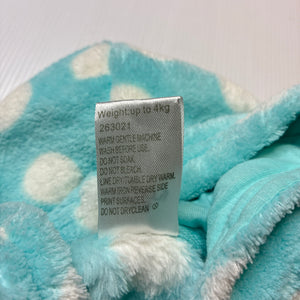 Weight:up to 4kg
263021
WARM GENTLE MACHINE
WASH BEFORE USE.
DO NOT SOAK.
DO NOT BLEACH.
LINE DRY/TUMBLE DRY WARM.
WARM IRON REVERSE SIDE
PRINT SURFACES.
DO NOT DRYCLEAN